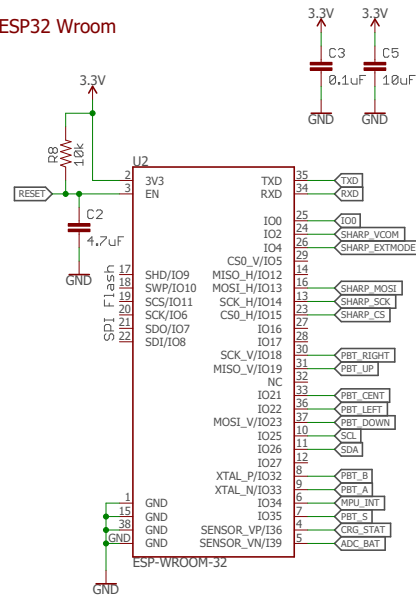 ESP32 Wroom
3.3V 3.3V
C3 C5
0.1uF 10uF
GND GND
3.3V
R8
10k
RESET
C2
4.7uF
GND
U2
2 3V3 TXD 35 TXD
3 EN RXD 34 RXD
IO0 25 IO0
IO2 24 SHARP_VCOM
IO4 26 SHARP_EXTMODE
CS0_V/IO5 29
SPI Flash
17 SHD/IO9 MISO_H/IO12 14
18 SWP/IO10 MOSI_H/IO13 16 SHARP_MOSI
19 SCS/IO11 SCK_H/IO14 13 SHARP_SCK
20 SCK/IO6 CS0_H/IO15 23 SHARP_CS
21 SDO/IO7 IO16 27
22 SDI/IO8 IO17 28
SCK_V/IO18 30 PBT_RIGHT
MISO_V/IO19 31 PBT_UP
NC 32
IO21 33 PBT_CENT
IO22 36 PBT_LEFT
MOSI_V/IO23 37 PBT_DOWN
IO25 10 SCL
IO26 11 SDA
IO27 12
XTAL_P/IO32 8 PBT_B
XTAL_N/IO33 9 PBT_A
1 GND IO34 6 MPU_INT
15 GND IO35 7 PBT_S
38 GND SENSOR_VP/I36 4 CRG_STAT
GND GND SENSOR_VN/I39 5 ADC_BAT
ESP-WROOM-32
GND